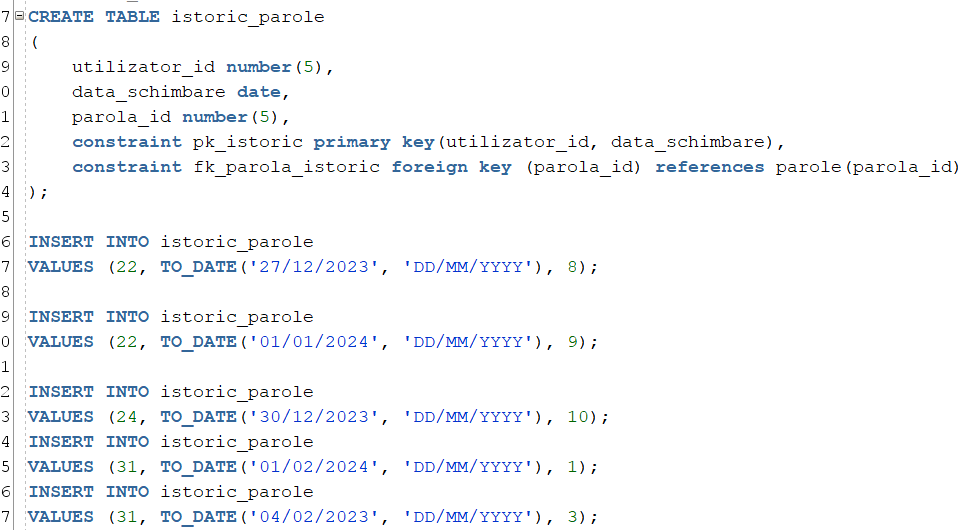 7 CREATE TABLE istoric_parole
8 (
9 utilizator_id number(5),
0 data_schimbare date,
1 parola_id number(5),
2 constraint pk_istoric primary key(utilizator_id, data_schimbare),
3 constraint fk_parola_istoric foreign key (parola_id) references parole(parola_id)
4 );
5
6 INSERT INTO istoric_parole
7 VALUES (22, TO_DATE('27/12/2023', 'DD/MM/YYYY'), 8);
8
9 INSERT INTO istoric_parole
0 VALUES (22, TO_DATE('01/01/2024', 'DD/MM/YYYY'), 9);
1
2 INSERT INTO istoric_parole
3 VALUES (24, TO_DATE('30/12/2023', 'DD/MM/YYYY'), 10);
4 INSERT INTO istoric_parole
5 VALUES (31, TO_DATE('01/02/2024', 'DD/MM/YYYY'), 1);
6 INSERT INTO istoric_parole
7 VALUES (31, TO_DATE('04/02/2023', 'DD/MM/YYYY'), 3);